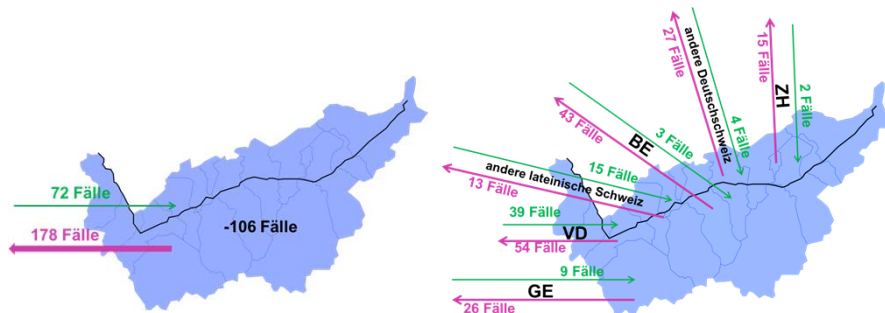 72 Fälle
178 Fälle
-106 Fälle
27 Fälle
andere Deutschschweiz
4 Fälle
15 Fälle
ZH
2 Fälle
43 Fälle
BE
3 Fälle
andere lateinische Schweiz
15 Fälle
13 Fälle
39 Fälle
VD
54 Fälle
9 Fälle
GE
26 Fälle